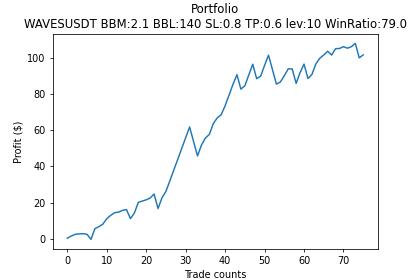 Portfolio
WAVESUSDT BBM:2.1 BBL:140 SL:0.8 TP:0.6 lev:10 WinRatio:79.0
Profit ($)
100
80
60
40
20
0
0 10 20 30 40 50 60 70
Trade counts